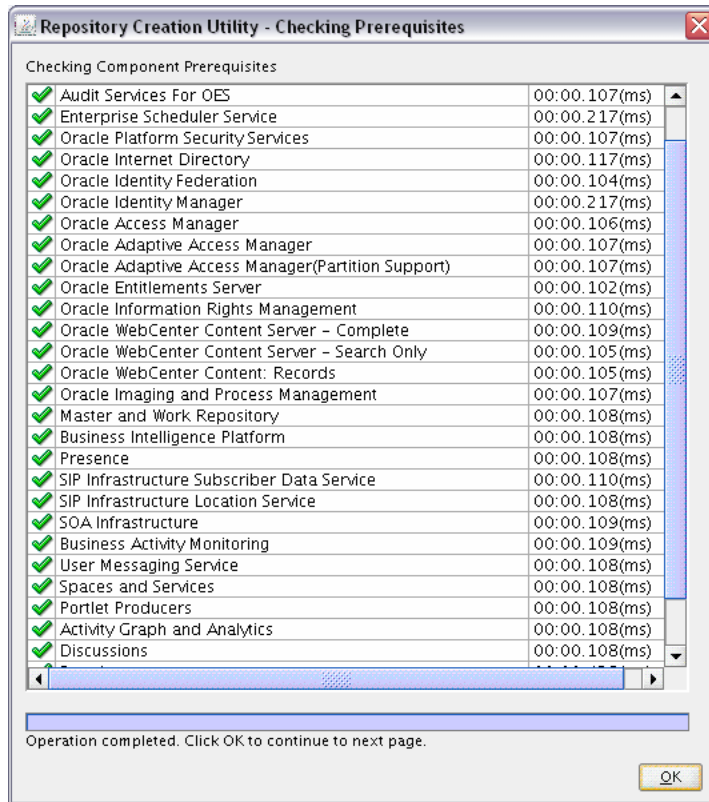 Repository Creation Utility - Checking Prerequisites
Checking Component Prerequisites
Audit Services For OES 00:00.107(ms)
Enterprise Scheduler Service 00:00.217(ms)
Oracle Platform Security Services 00:00.107(ms)
Oracle Internet Directory 00:00.117(ms)
Oracle Identity Federation 00:00.104(ms)
Oracle Identity Manager 00:00.217(ms)
Oracle Access Manager 00:00.106(ms)
Oracle Adaptive Access Manager 00:00.107(ms)
Oracle Adaptive Access Manager(Partition Support) 00:00.107(ms)
Oracle Entitlements Server 00:00.102(ms)
Oracle Information Rights Management 00:00.110(ms)
Oracle WebCenter Content Server – Complete 00:00.109(ms)
Oracle WebCenter Content Server – Search Only 00:00.105(ms)
Oracle WebCenter Content: Records 00:00.105(ms)
Oracle Imaging and Process Management 00:00.107(ms)
Master and Work Repository 00:00.108(ms)
Business Intelligence Platform 00:00.108(ms)
Presence 00:00.108(ms)
SIP Infrastructure Subscriber Data Service 00:00.110(ms)
SIP Infrastructure Location Service 00:00.108(ms)
SOA Infrastructure 00:00.109(ms)
Business Activity Monitoring 00:00.109(ms)
User Messaging Service 00:00.108(ms)
Spaces and Services 00:00.108(ms)
Portlet Producers 00:00.108(ms)
Activity Graph and Analytics 00:00.108(ms)
Discussions 00:00.108(ms)
Operation completed. Click OK to continue to next page.
OK